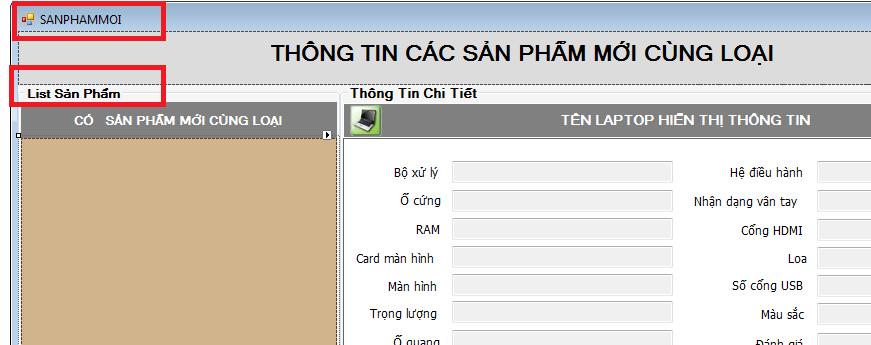 SANPHAMMOI
THÔNG TIN CÁC SẢN PHẨM MỚI CÙNG LOẠI
List Sản Phẩm
Thông Tin Chi Tiết
CÓ SẢN PHẨM MỚI CÙNG LOẠI
TÊN LAPTOP HIỂN THỊ THÔNG TIN
Bộ xử lý
Hệ điều hành
Ổ cứng
Nhận dạng vân tay
RAM
Cổng HDMI
Card màn hình
Loa
Màn hình
Số cổng USB
Trọng lượng
Màu sắc
Ổ quang
Đánh giá